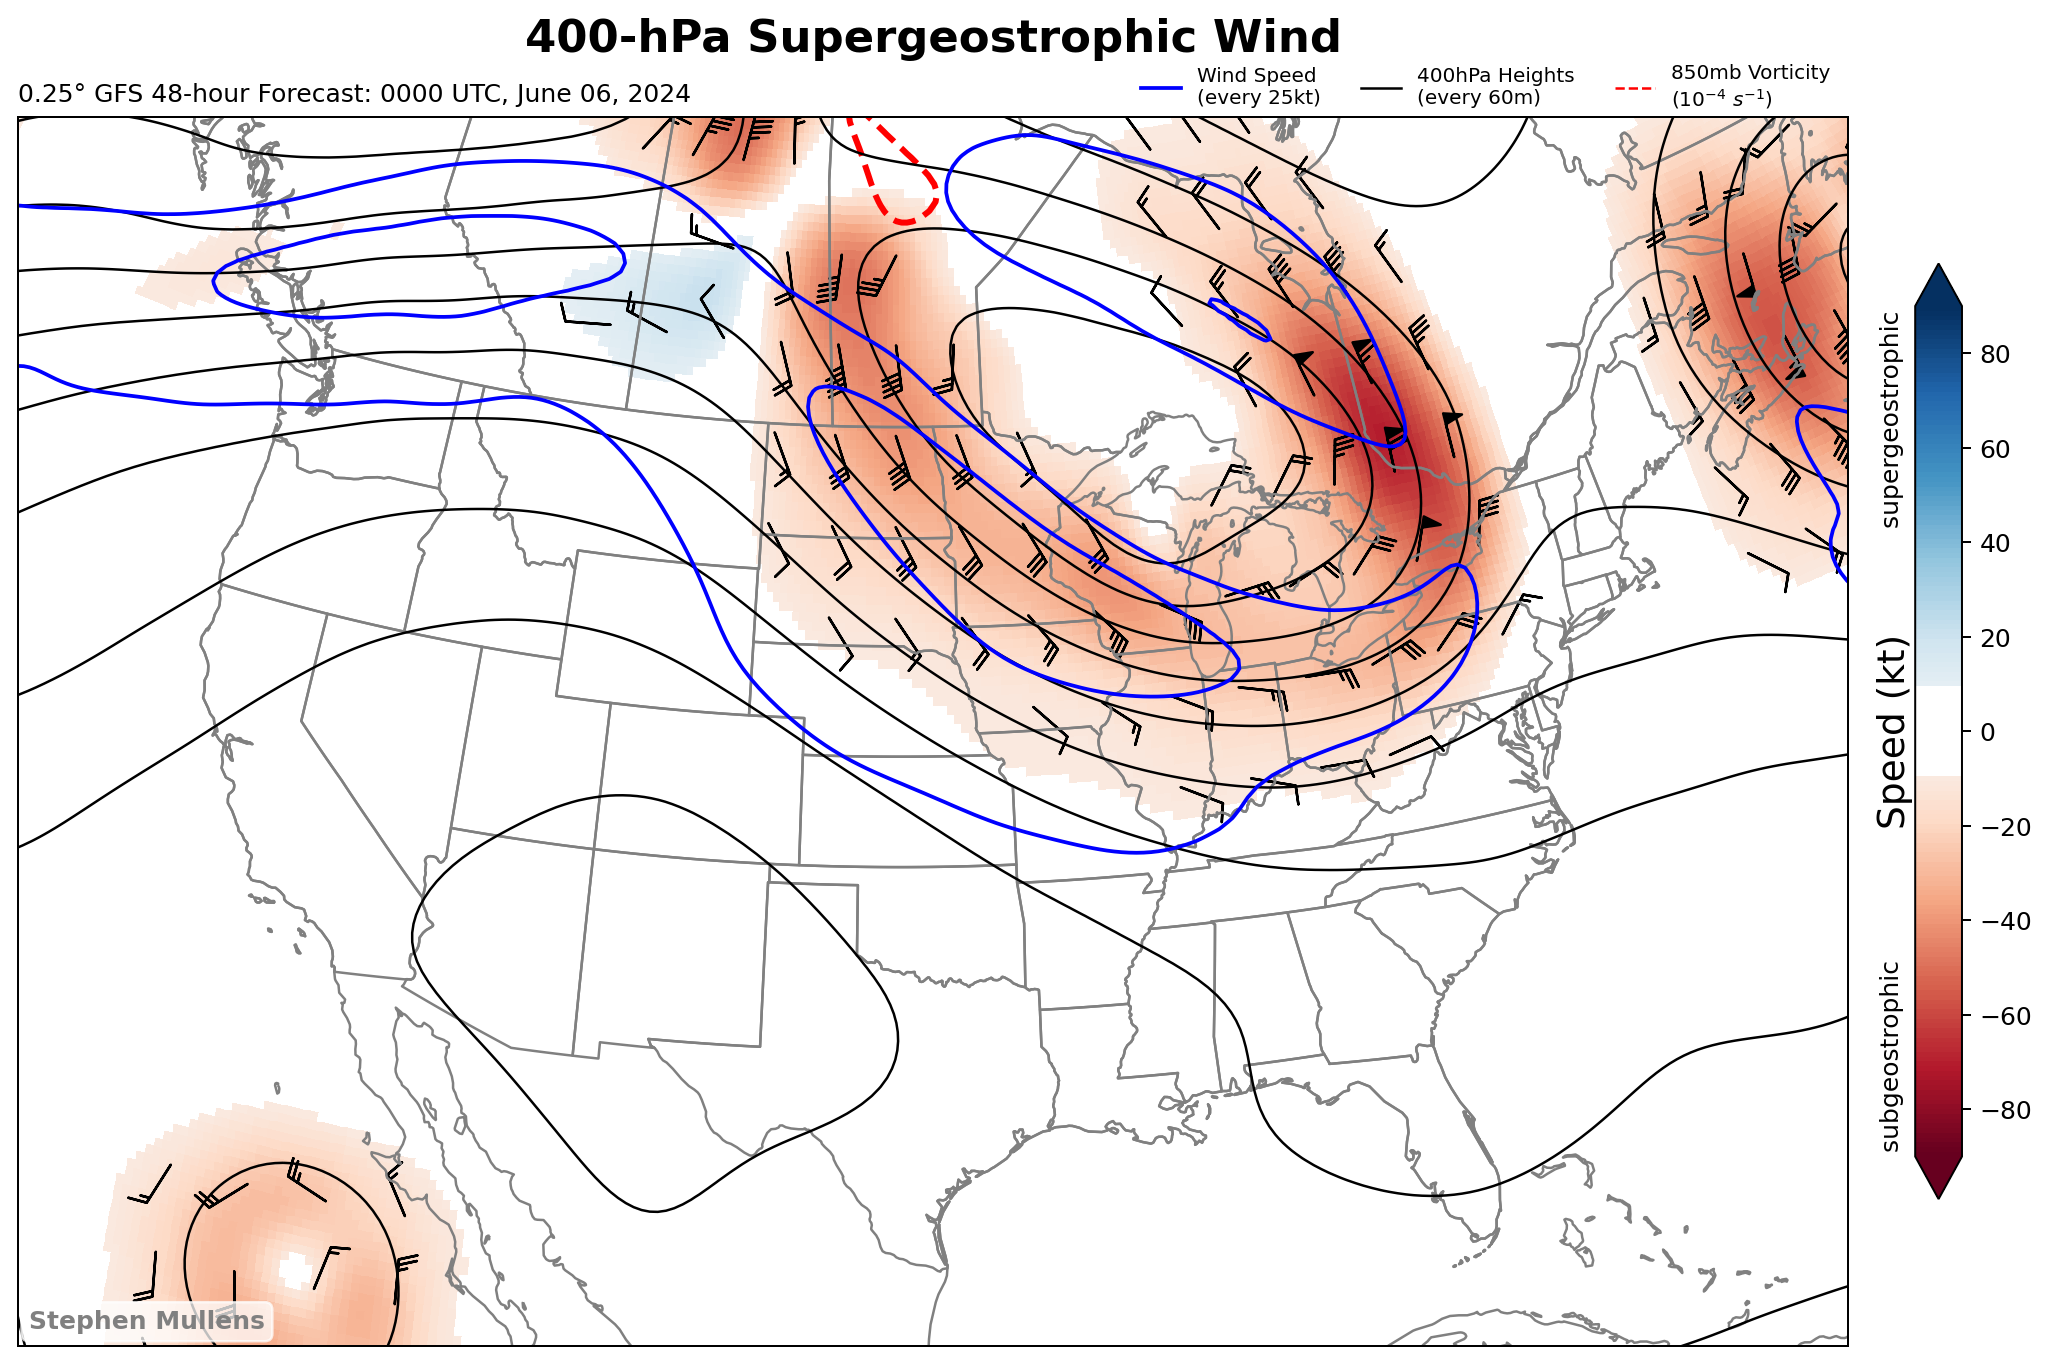 400-hPa Supergeostrophic Wind
0.25° GFS 48-hour Forecast: 0000 UTC, June 06, 2024
Wind Speed
(every 25kt)
400hPa Heights
(every 60m)
850mb Vorticity
(10⁻⁴ s⁻¹)
supergeostrophic
Speed (kt)
subgeostrophic
80
60
40
20
0
−20
−40
−60
−80
Stephen Mullens